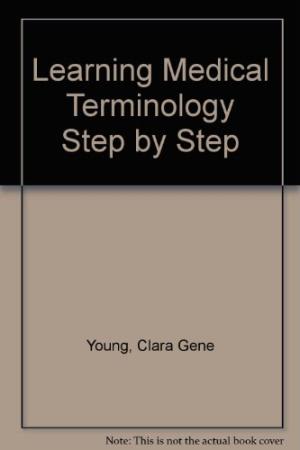 Learning Medical
Terminology
Step by Step
Young, Clara Gene
Note: This is not the actual book cover